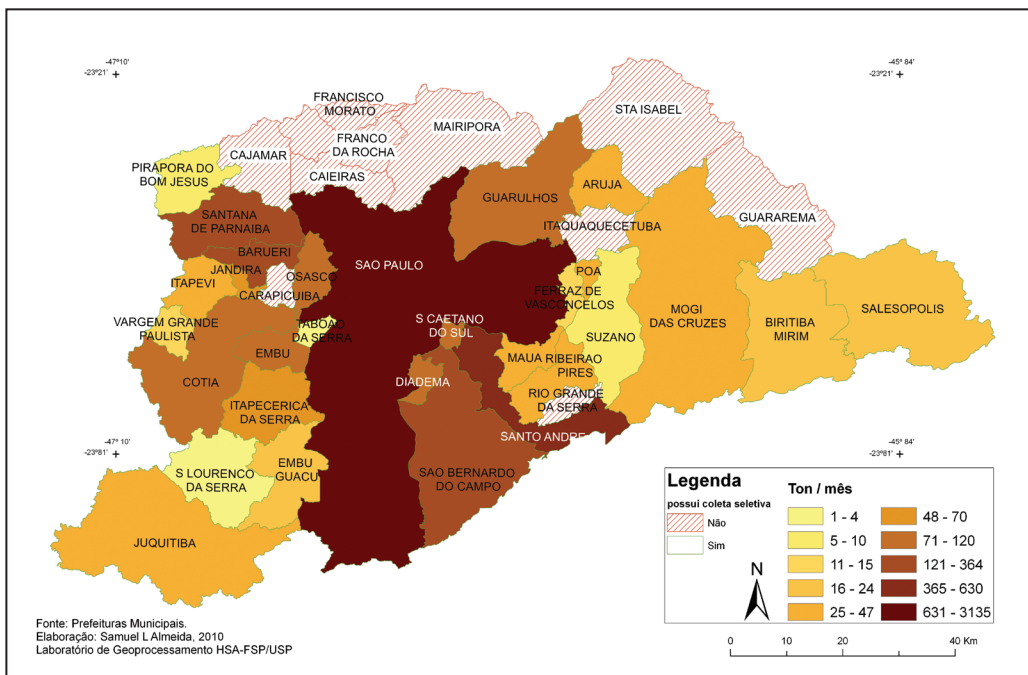 -47º10'
-23º21'
-45º 84'
-23º21'
FRANCISCO
MORATO
MAIRIPORA
STA ISABEL
FRANCO
DA ROCHA
CAJAMAR
CAIEIRAS
PIRAPORA DO
BOM JESUS
GUARULHOS
ARUJA
SANTANA
DE PARNAIBA
ITAQUAQUECETUBA
GUARAREMA
BARUERI
SAO PAULO
JANDIRA
OSASCO
POA
ITAPEVI
CARAPICUIBA
FERRAZ DE
VASCONCELOS
MOGI
DAS CRUZES
SALESOPOLIS
VARGEM GRANDE
PAULISTA
TABOAO
DA SERRA
S CAETANO
DO SUL
SUZANO
BIRITIBA
MIRIM
EMBU
MAUA
RIBEIRAO
PIRES
COTIA
DIADEMA
RIO GRANDE
DA SERRA
ITAPECERICA
DA SERRA
SANTO ANDRE
-47º 10'
-23º81'
-45º 84'
-23º81'
S LOURENCO
DA SERRA
EMBU
GUACU
SAO BERNARDO
DO CAMPO
JUQUITIBA
Legenda
possui coleta seletiva
Não
Sim
Ton / mês
1 - 4
5 - 10
11 - 15
16 - 24
25 - 47
48 - 70
71 - 120
121 - 364
365 - 630
631 - 3135
N
0 10 20 40 Km
Fonte: Prefeituras Municipais.
Elaboração: Samuel L Almeida, 2010
Laboratório de Geoprocessamento HSA-FSP/USP